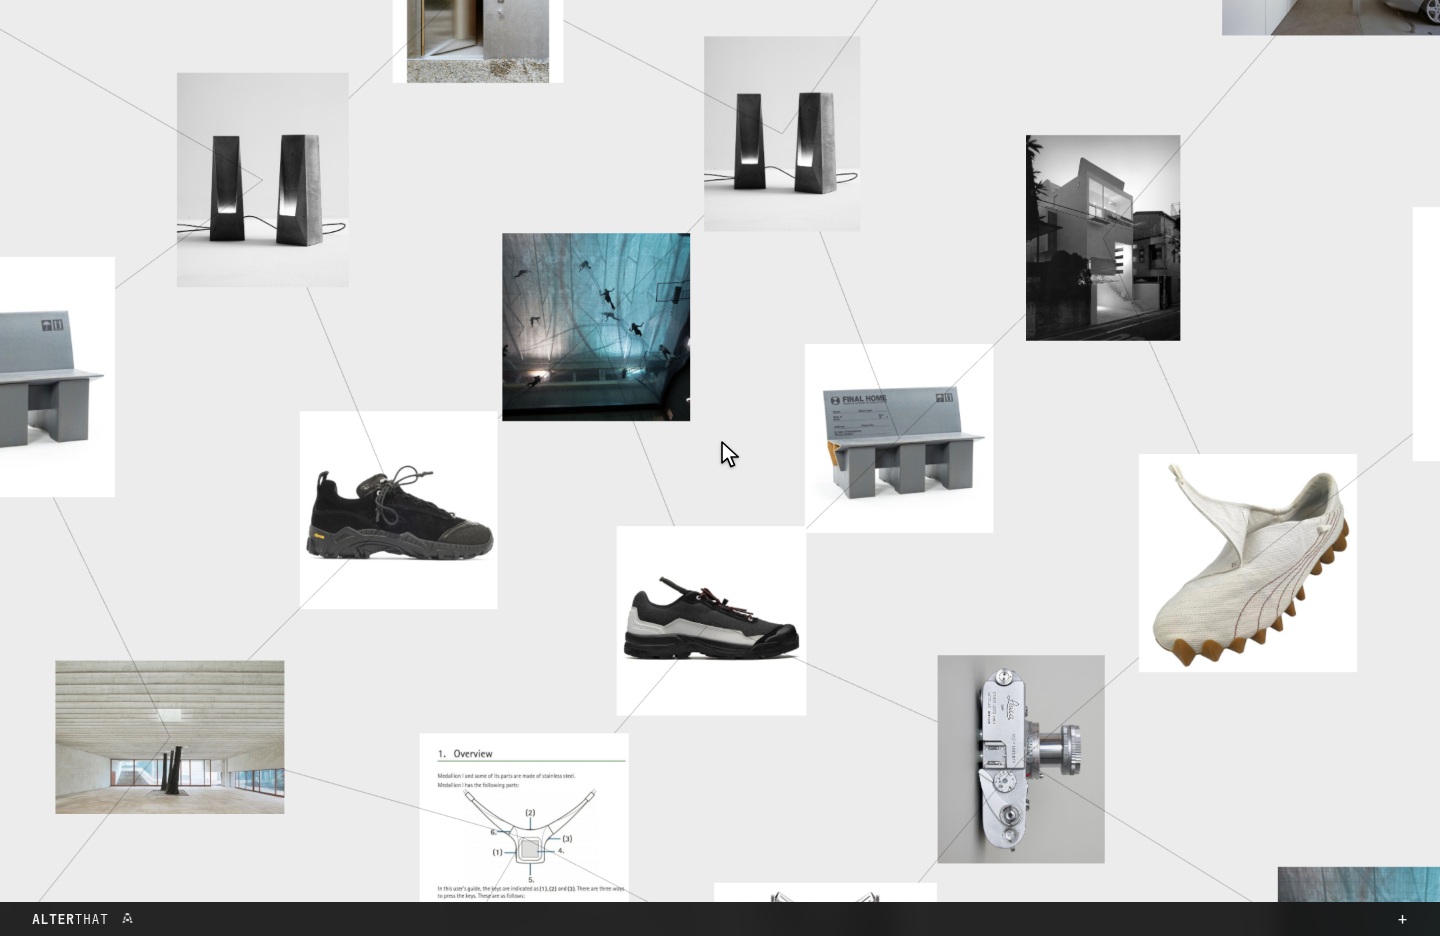 FINAL HOME
1. Overview
Medallion I and some of its parts are made of stainless steel.
Medallion I has the following parts:
(2)
6.
(3)
(1)
4.
5.
In this user's guide, the keys are indicated as (1), (2) and (3). There are three ways
to press the keys. These are as follows:
ALTERTHAT
+